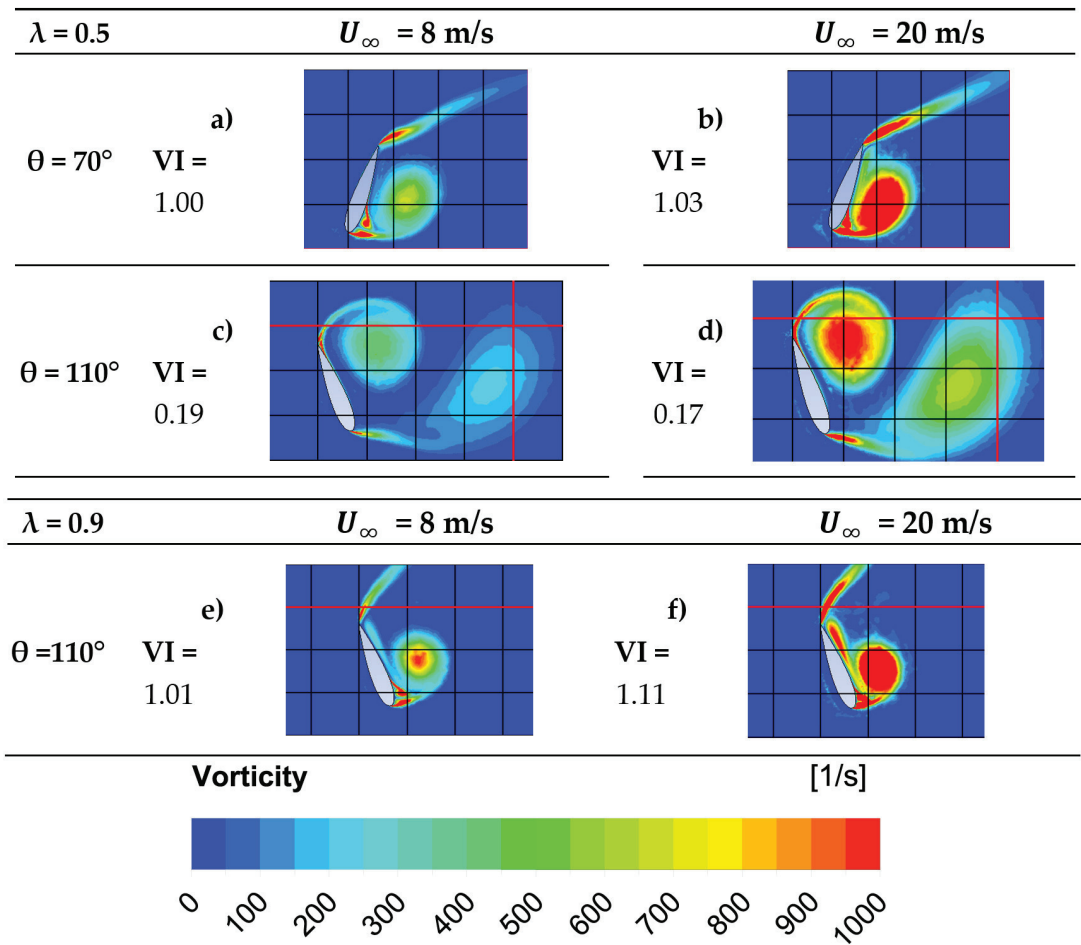 λ = 0.5 U∞ = 8 m/s U∞ = 20 m/s
a) b)
θ = 70° VI = VI =
1.00 1.03
c) d)
θ = 110° VI = VI =
0.19 0.17
λ = 0.9 U∞ = 8 m/s U∞ = 20 m/s
e) f)
θ =110° VI = VI =
1.01 1.11
Vorticity [1/s]
0 100 200 300 400 500 600 700 800 900 1000